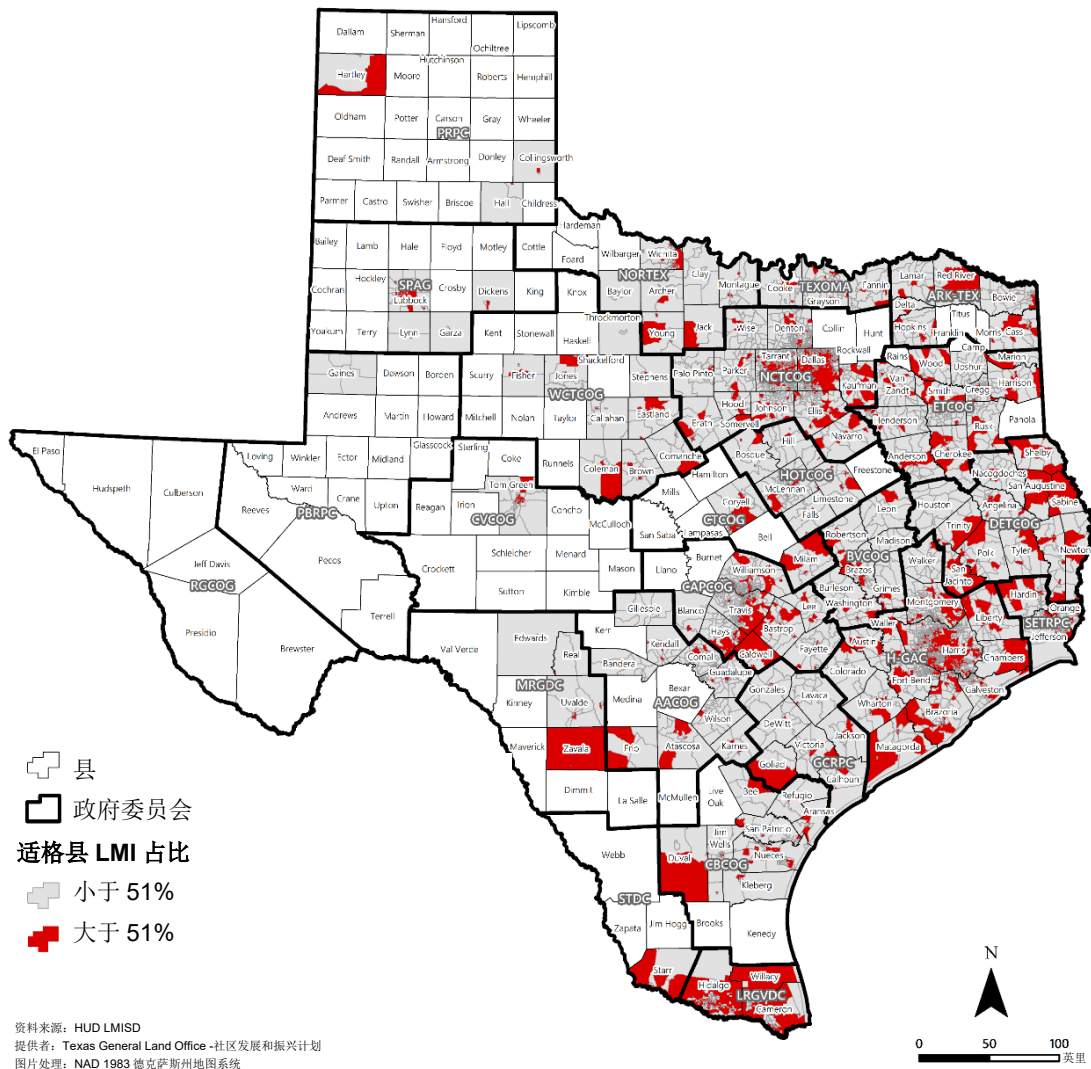 Dallam
Sherman
Hansford
Ochiltree
Lipscomb
Hartley
Moore
Hutchinson
Roberts
Hemphill
Oldham
Potter
Carson
Gray
Wheeler
PRPC
Deaf Smith
Randall
Armstrong
Donley
Collingsworth
Parmer
Castro
Swisher
Briscoe
Hall
Childress
Bailey
Lamb
Hale
Floyd
Motley
Cottle
Hardeman
Foard
Wilbarger
Wichita
NORTEX
Clay
Montague
Cooke
TEXOMA
Grayson
Fannin
Lamar
Red River
ARK-TEX
Bowie
Delta
Titus
Hopkins
Franklin
Morris
Cass
Camp
Cochran
Hockley
SPAG
Lubbock
Crosby
Dickens
King
Knox
Baylor
Archer
Throckmorton
Young
Jack
Wise
Denton
Collin
Hunt
Rockwall
Yoakum
Terry
Lynn
Garza
Kent
Stonewall
Haskell
Gaines
Dawson
Borden
Scurry
Fisher
Jones
Shackelford
Stephens
Palo Pinto
Parker
Tarrant
Dallas
NCTCOG
Kaufman
Rains
Wood
Upshur
Marion
Van
Zandt
Smith
Gregg
Harrison
ETCOG
WCTCOG
Andrews
Martin
Howard
Mitchell
Nolan
Taylor
Callahan
Eastland
Erath
Hood
Johnson
Somervell
Ellis
Navarro
Henderson
Rusk
Panola
El Paso
Hudspeth
Culberson
Loving
Winkler
Ector
Midland
Glasscock
Sterling
Coke
Runnels
Coleman
Brown
Comanche
Hamilton
Bosque
Hill
HOTCOG
Freestone
Anderson
Cherokee
Shelby
Nacogdoches
San Augustine
Reeves
Ward
Crane
Upton
PBRPC
Reagan
Irion
Tom Green
CVCOG
Concho
McCulloch
San Saba
Mills
Coryell
CTCOG
Lampasas
Bell
McLennan
Limestone
Falls
Leon
Houston
Angelina
Sabine
DETCOG
Trinity
Polk
Tyler
Newton
Jeff Davis
RGCOG
Pecos
Crockett
Schleicher
Menard
Mason
Llano
Burnet
Williamson
Milam
Robertson
BVCOG
Brazos
Madison
Walker
San
Jacinto
Hardin
Orange
SETRPC
Jefferson
Presidio
Brewster
Terrell
Sutton
Kimble
Gillespie
Blanco
CAPCOG
Travis
Lee
Burleson
Washington
Grimes
Montgomery
Liberty
Val Verde
Edwards
Real
Kerr
Kendall
Bandera
Hays
Comal
Caldwell
Bastrop
Fayette
Austin
Waller
Harris
Chambers
H-GAC
Colorado
Fort Bend
Galveston
MRGDC
Kinney
Uvalde
Medina
Bexar
AACOG
Guadalupe
Wilson
Gonzales
Lavaca
Wharton
Brazoria
Matagorda
Maverick
Zavala
Frio
Atascosa
Karnes
DeWitt
Victoria
Jackson
GCRPC
Goliad
Calhoun
Dimmit
La Salle
McMullen
Live
Oak
Bee
Refugio
Aransas
Webb
Duval
Jim
Wells
San Patricio
Nueces
CBCOG
Kleberg
STDC
Zapata
Jim Hogg
Brooks
Kenedy
Starr
Hidalgo
Willacy
LRGVDC
Cameron
县
政府委员会
适格县 LMI 占比
小于 51%
大于 51%
资料来源：HUD LMISD
提供者：Texas General Land Office -社区发展和振兴计划
图片处理：NAD 1983 德克萨斯州地图系统
N
0 50 100
英里